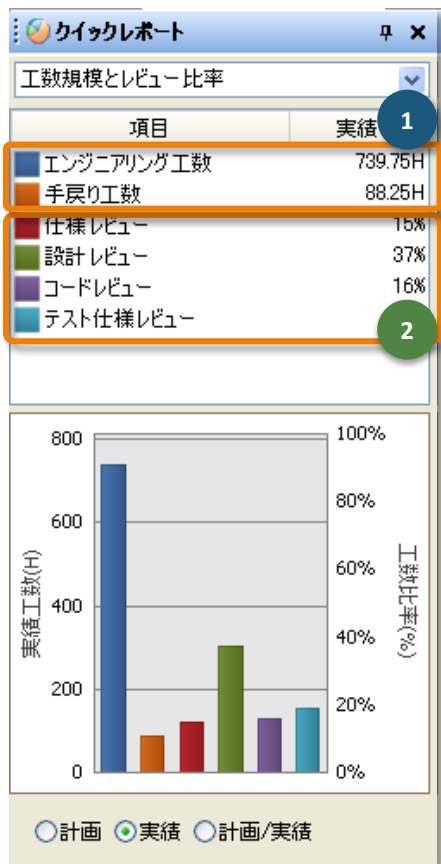 クイックレポート
工数規模とレビュー比率
項目 実績
1
エンジニアリング工数 739.75H
手戻り工数 88.25H
仕様レビュー 15%
設計レビュー 37%
コードレビュー 16%
テスト仕様レビュー
2
800
600
400
200
0
実績工数(H)
100%
80%
60%
40%
20%
0%
工数比率(%)
計画 実績 計画/実績